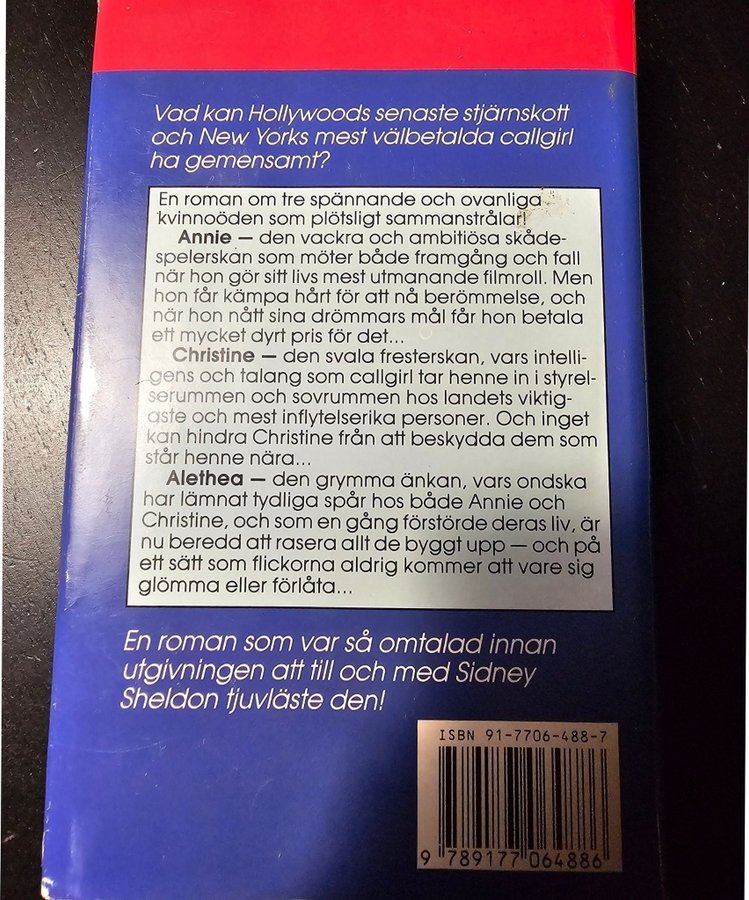 Vad kan Hollywoods senaste stjärnskott
och New Yorks mest välbetalda callgirl
ha gemensamt?
En roman om tre spännande och ovanliga
kvinnoöden som plötsligt sammanstrålar!
Annie — den vackra och ambitiösa skåde-
spelerskan som möter både framgång och fall
när hon gör sitt livs mest utmanande filmroll. Men
hon får kämpa hårt för att nå berömmelse, och
när hon nått sina drömmars mål får hon betala
ett mycket dyrt pris för det...
Christine — den svala fresterskan, vars intelli-
gens och talang som callgirl tar henne in i styrel-
serummen och sovrummen hos landets viktig-
aste och mest inflytelserika personer. Och inget
kan hindra Christine från att beskydda dem som
står henne nära...
Alethea — den grymma änkan, vars ondska
har lämnat tydliga spår hos både Annie och
Christine, och som en gång förstörde deras liv, är
nu beredd att rasera allt de byggt upp — och på
ett sätt som flickorna aldrig kommer att vare sig
glömma eller förlåta...
En roman som var så omtalad innan
utgivningen att till och med Sidney
Sheldon tjuvläste den!
ISBN 91-7706-488-7
9 789177 064886